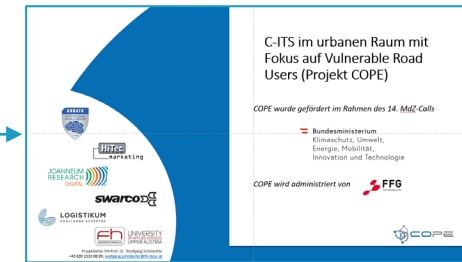 C-ITS im urbanen Raum mit
Fokus auf Vulnerable Road
Users (Projekt COPE)
COPE wurde gefördert im Rahmen des 14. MdZ-Calls
Bundesministerium
Klimaschutz, Umwelt,
Energie, Mobilität,
Innovation und Technologie
COPE wird administriert von
FFG
COPE
HiTec
marketing
JOANNEUM
RESEARCH
DIGITAL
swarco
LOGISTIKUM
fh UNIVERSITY
OF APPLIED SCIENCES
UPPER AUSTRIA